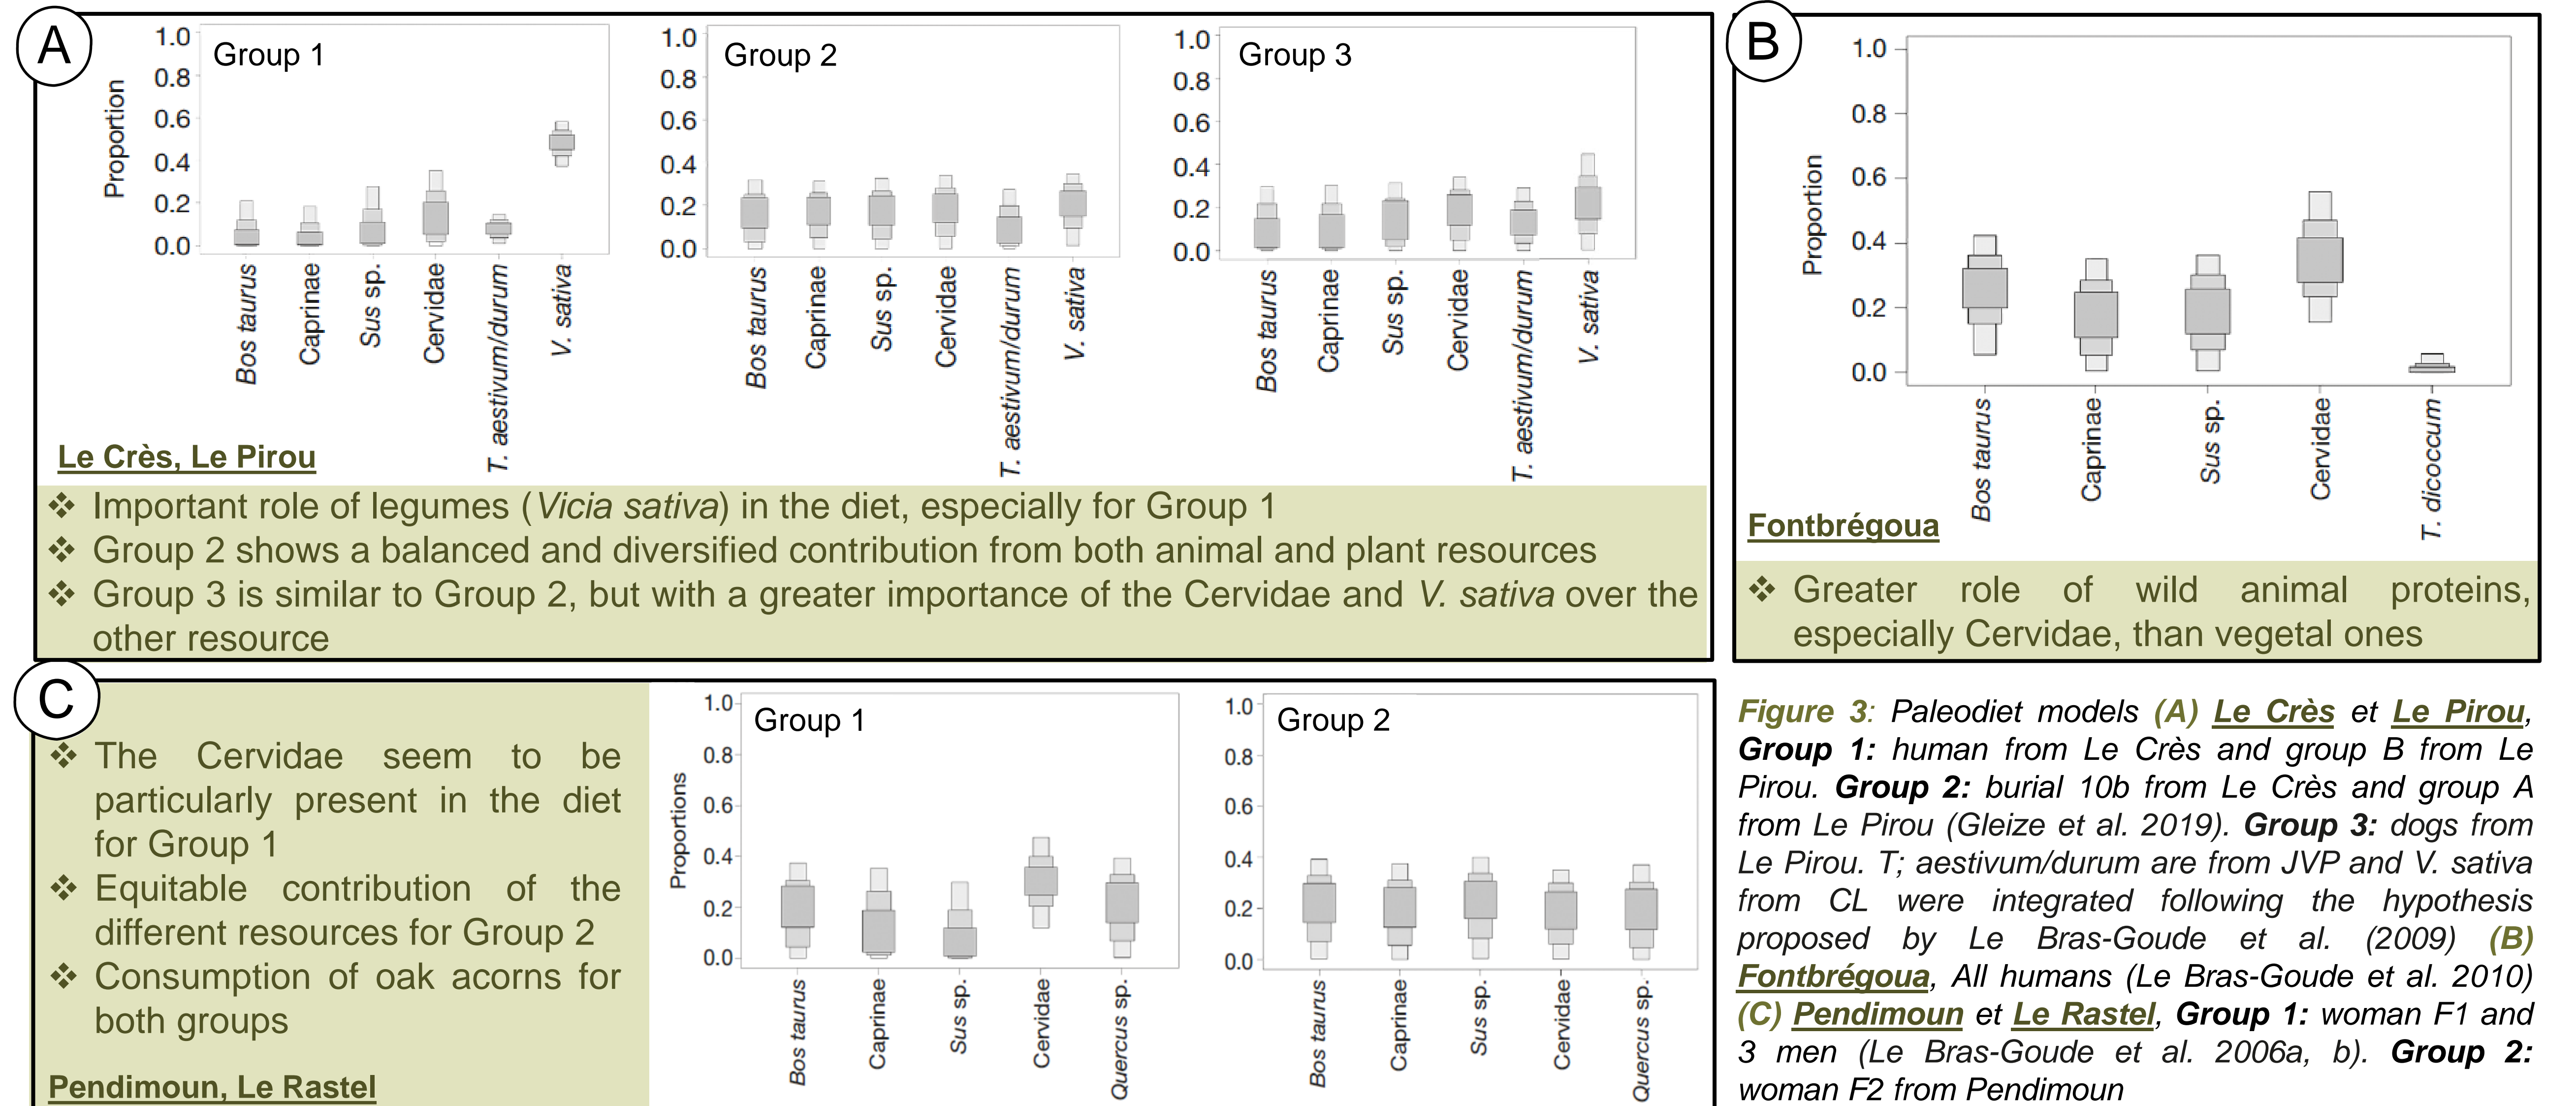 A
Group 1
Group 2
Group 3
Proportion
1.0
0.8
0.6
0.4
0.2
0.0
Bos taurus
Caprinae
Sus sp.
Cervidae
T. aestivum/durum
V. sativa
1.0
0.8
0.6
0.4
0.2
0.0
Bos taurus
Caprinae
Sus sp.
Cervidae
T. aestivum/durum
V. sativa
1.0
0.8
0.6
0.4
0.2
0.0
Bos taurus
Caprinae
Sus sp.
Cervidae
T. aestivum/durum
V. sativa
Le Crès, Le Pirou
❖ Important role of legumes (Vicia sativa) in the diet, especially for Group 1
❖ Group 2 shows a balanced and diversified contribution from both animal and plant resources
❖ Group 3 is similar to Group 2, but with a greater importance of the Cervidae and V. sativa over the
other resource
B
Proportion
1.0
0.8
0.6
0.4
0.2
0.0
Bos taurus
Caprinae
Sus sp.
Cervidae
T. dicoccum
Fontbrégoua
❖ Greater role of wild animal proteins,
especially Cervidae, than vegetal ones
C
❖ The Cervidae seem to be
particularly present in the diet
for Group 1
❖ Equitable contribution of the
different resources for Group 2
❖ Consumption of oak acorns for
both groups
Pendimoun, Le Rastel
Group 1
Proportions
1.0
0.8
0.6
0.4
0.2
0.0
Bos taurus
Caprinae
Sus sp.
Cervidae
Quercus sp.
Group 2
1.0
0.8
0.6
0.4
0.2
0.0
Bos taurus
Caprinae
Sus sp.
Cervidae
Quercus sp.
Figure 3: Paleodiet models (A) Le Crès et Le Pirou,
Group 1: human from Le Crès and group B from Le
Pirou. Group 2: burial 10b from Le Crès and group A
from Le Pirou (Gleize et al. 2019). Group 3: dogs from
Le Pirou. T; aestivum/durum are from JVP and V. sativa
from CL were integrated following the hypothesis
proposed by Le Bras-Goude et al. (2009) (B)
Fontbrégoua, All humans (Le Bras-Goude et al. 2010)
(C) Pendimoun et Le Rastel, Group 1: woman F1 and
3 men (Le Bras-Goude et al. 2006a, b). Group 2:
woman F2 from Pendimoun